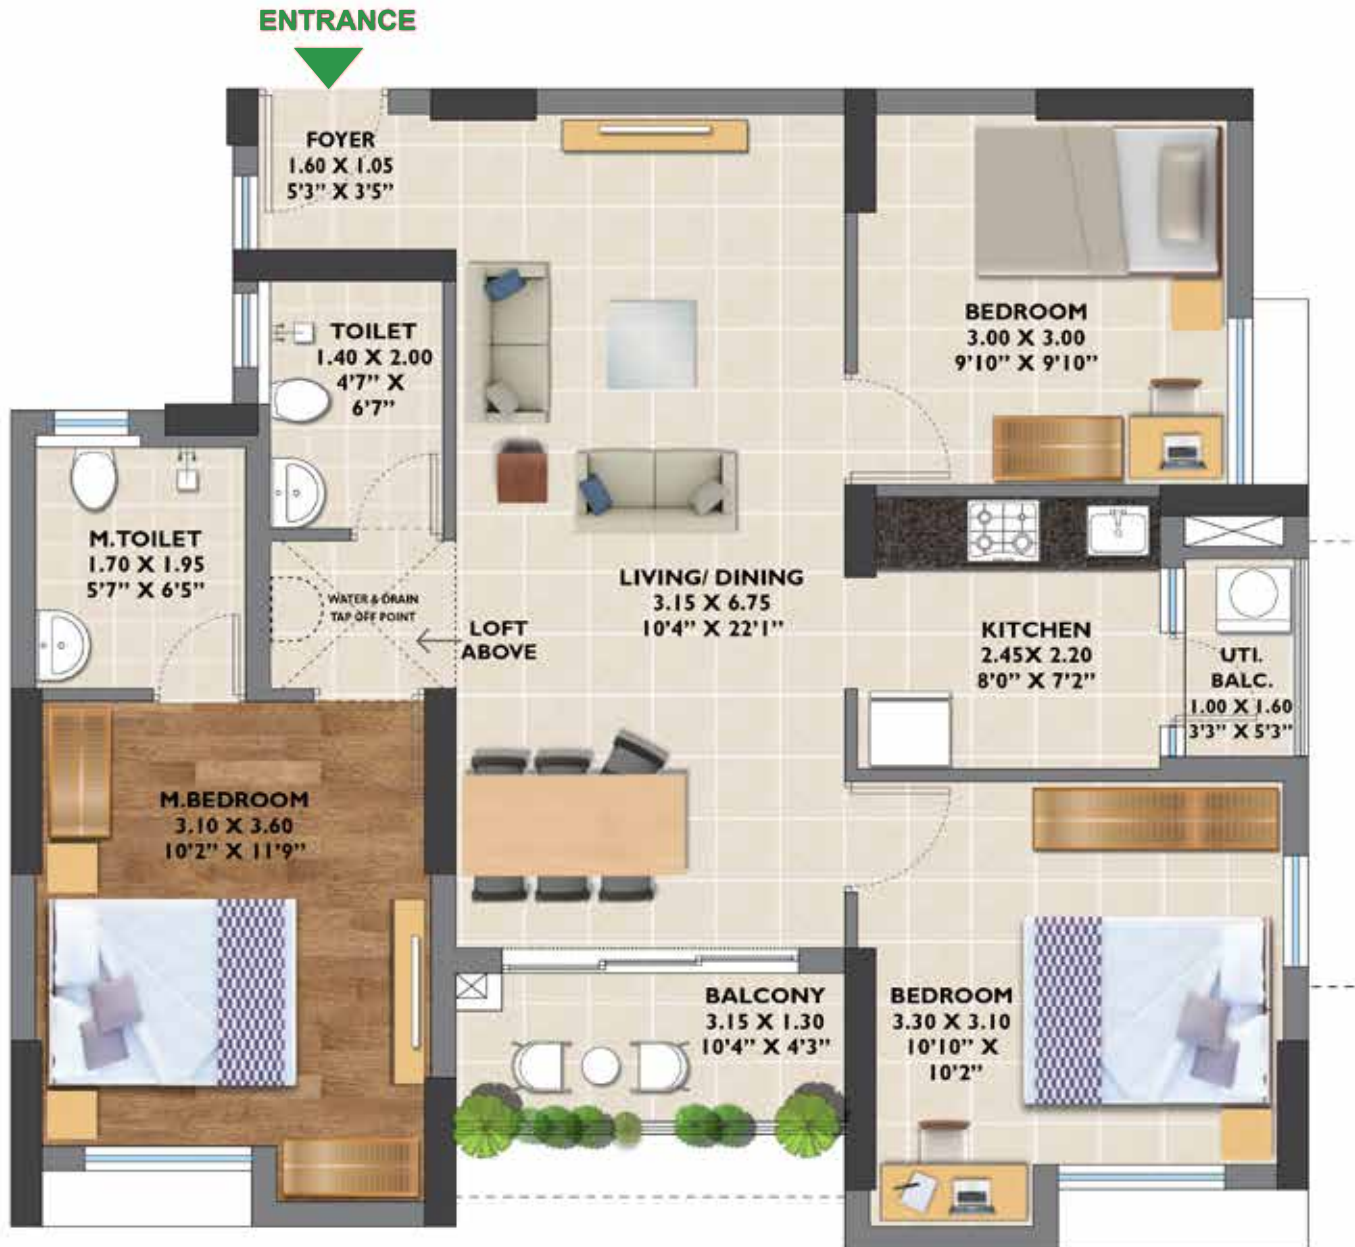 ENTRANCE
FOYER
1.60 X 1.05
5'3" X 3'5"
TOILET
1.40 X 2.00
4'7" X
6'7"
BEDROOM
3.00 X 3.00
9'10" X 9'10"
M.TOILET
1.70 X 1.95
5'7" X 6'5"
WATER & DRAIN
TAP OFF POINT
LOFT
ABOVE
LIVING/ DINING
3.15 X 6.75
10'4" X 22'1"
KITCHEN
2.45X 2.20
8'0" X 7'2"
UTI.
BALC.
1.00 X 1.60
3'3" X 5'3"
M.BEDROOM
3.10 X 3.60
10'2" X 11'9"
BALCONY
3.15 X 1.30
10'4" X 4'3"
BEDROOM
3.30 X 3.10
10'10" X
10'2"